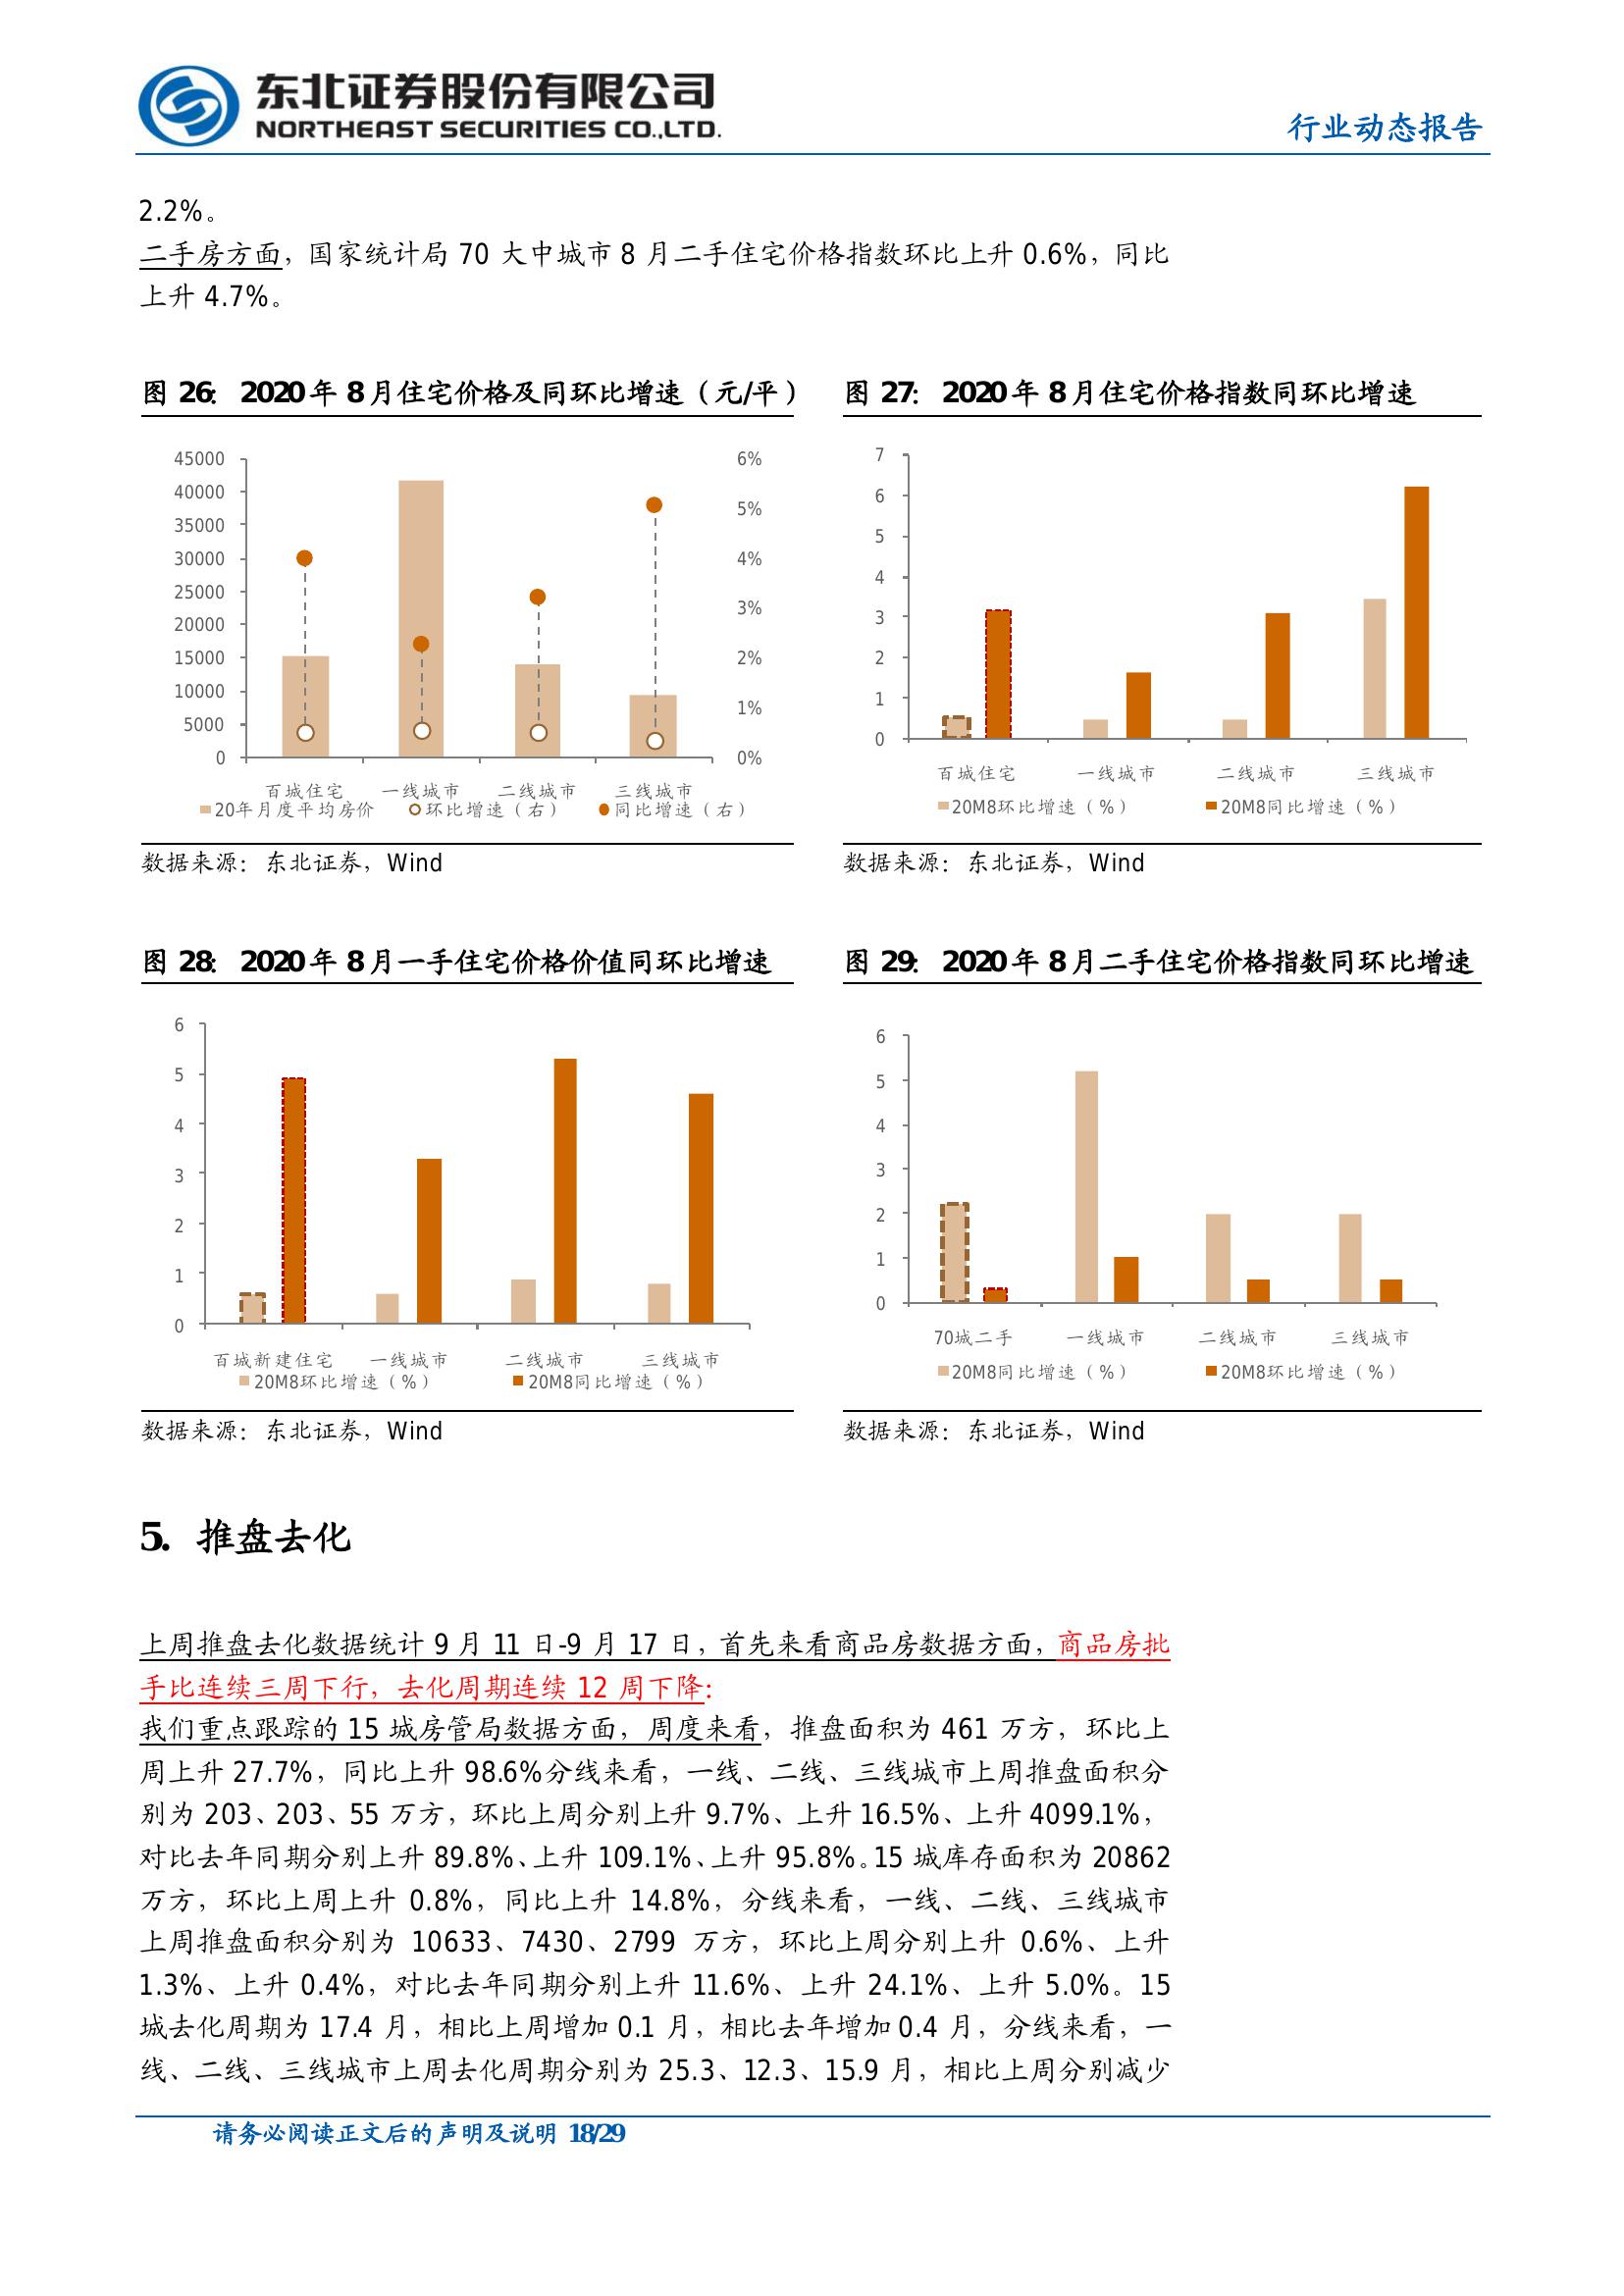 东北证券股份有限公司
NORTHEAST SECURITIES CO.,LTD.
行业动态报告
2.2%。
二手房方面，国家统计局 70 大中城市 8 月二手住宅价格指数环比上升 0.6%，同比
上升 4.7%。
图 26: 2020 年 8 月住宅价格及同环比增速（元/平）
45000
40000
35000
30000
25000
20000
15000
10000
5000
0
6%
5%
4%
3%
2%
1%
0%
百城住宅 一线城市 二线城市 三线城市
20年月度平均房价 环比增速（右） 同比增速（右）
数据来源：东北证券，Wind
图 27: 2020 年 8 月住宅价格指数同环比增速
7
6
5
4
3
2
1
0
百城住宅 一线城市 二线城市 三线城市
20M8环比增速（%） 20M8同比增速（%）
数据来源：东北证券，Wind
图 28: 2020 年 8 月一手住宅价格价值同环比增速
6
5
4
3
2
1
0
百城新建住宅 一线城市 二线城市 三线城市
20M8环比增速（%） 20M8同比增速（%）
数据来源：东北证券，Wind
图 29: 2020 年 8 月二手住宅价格指数同环比增速
6
5
4
3
2
1
0
70城二手 一线城市 二线城市 三线城市
20M8同比增速（%） 20M8环比增速（%）
数据来源：东北证券，Wind
5. 推盘去化
上周推盘去化数据统计 9 月 11 日-9 月 17 日，首先来看商品房数据方面，商品房批
手比连续三周下行，去化周期连续 12 周下降：
我们重点跟踪的 15 城房管局数据方面，周度来看，推盘面积为 461 万方，环比上
周上升 27.7%，同比上升 98.6%分线来看，一线、二线、三线城市上周推盘面积分
别为 203、203、55 万方，环比上周分别上升 9.7%、上升 16.5%、上升 4099.1%，
对比去年同期分别上升 89.8%、上升 109.1%、上升 95.8%。15 城库存面积为 20862
万方，环比上周上升 0.8%，同比上升 14.8%，分线来看，一线、二线、三线城市
上周推盘面积分别为 10633、7430、2799 万方，环比上周分别上升 0.6%、上升
1.3%、上升 0.4%，对比去年同期分别上升 11.6%、上升 24.1%、上升 5.0%。15
城去化周期为 17.4 月，相比上周增加 0.1 月，相比去年增加 0.4 月，分线来看，一
线、二线、三线城市上周去化周期分别为 25.3、12.3、15.9 月，相比上周分别减少
请务必阅读正文后的声明及说明 18/29